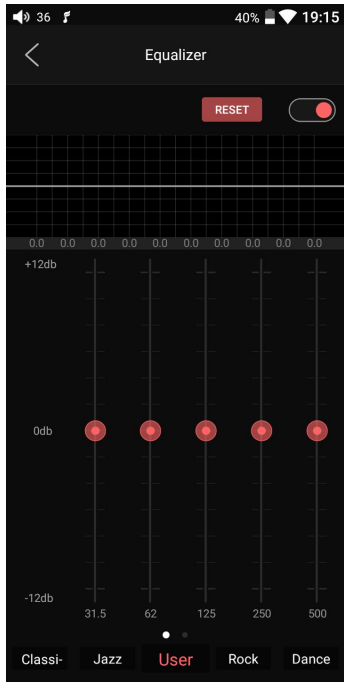 36 40% 19:15
Equalizer
RESET
0.0 0.0 0.0 0.0 0.0 0.0 0.0 0.0 0.0 0.0
+12db
0db
-12db
31.5 62 125 250 500
Classi- Jazz User Rock Dance